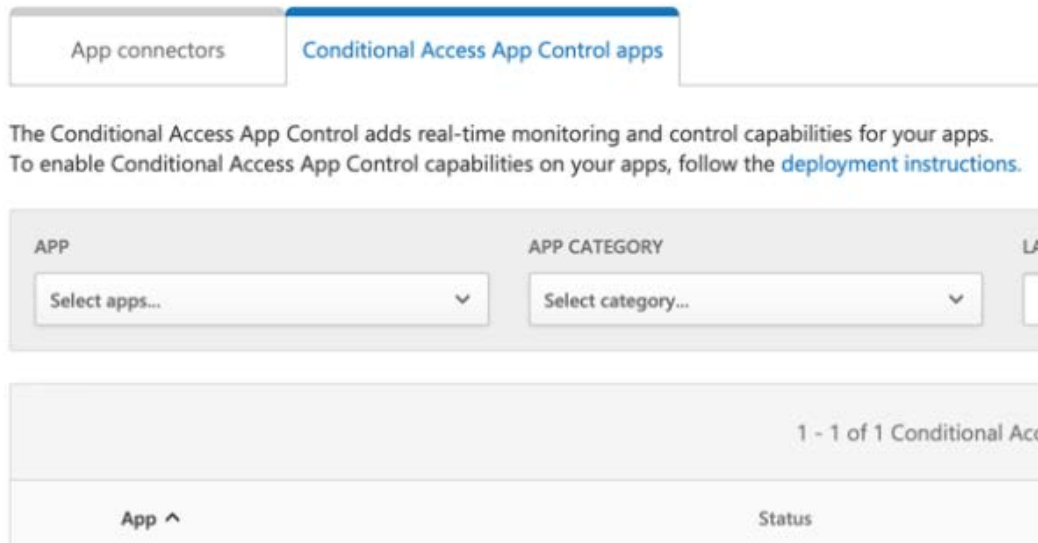 App connectors
Conditional Access App Control apps
The Conditional Access App Control adds real-time monitoring and control capabilities for your apps.
To enable Conditional Access App Control capabilities on your apps, follow the deployment instructions.
APP
APP CATEGORY
LA
Select apps...
Select category...
1 - 1 of 1 Conditional Acc
App
Status